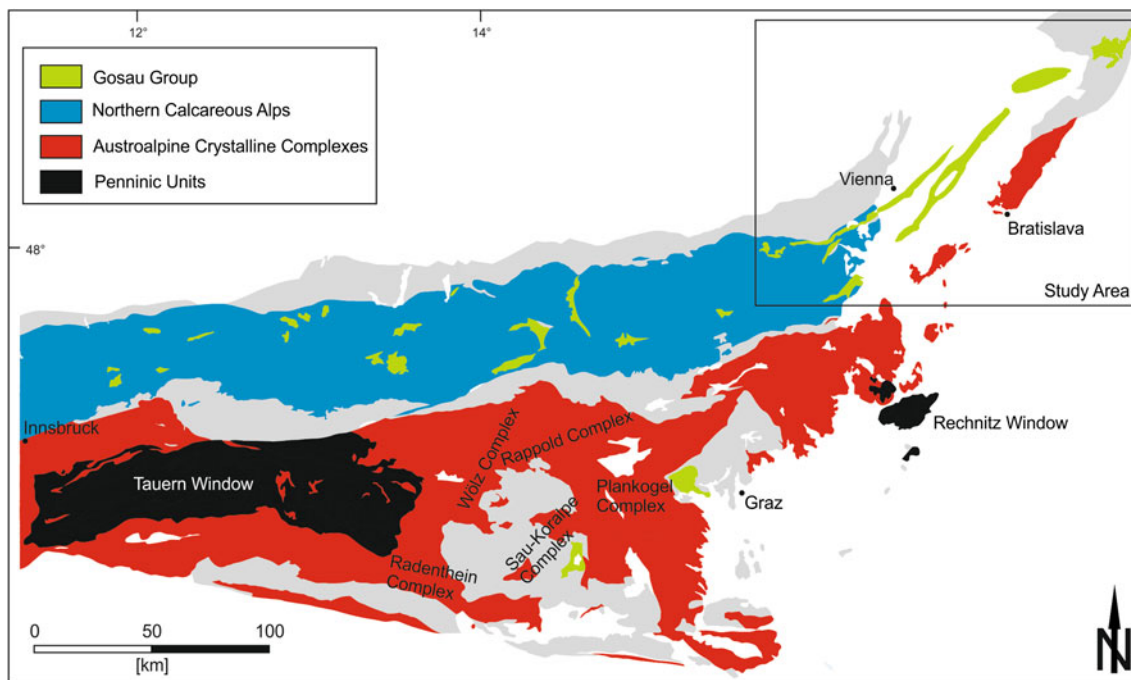 12°
14°
Gosau Group
Northern Calcareous Alps
Austroalpine Crystalline Complexes
Penninic Units
Vienna
Bratislava
48°
Study Area
Innsbruck
Rechnitz Window
Wölz Complex
Rappold Complex
Tauern Window
Plankogel
Complex
Graz
Sau-Koralpe
Complex
Radenthein
Complex
0
50
100
[km]
N